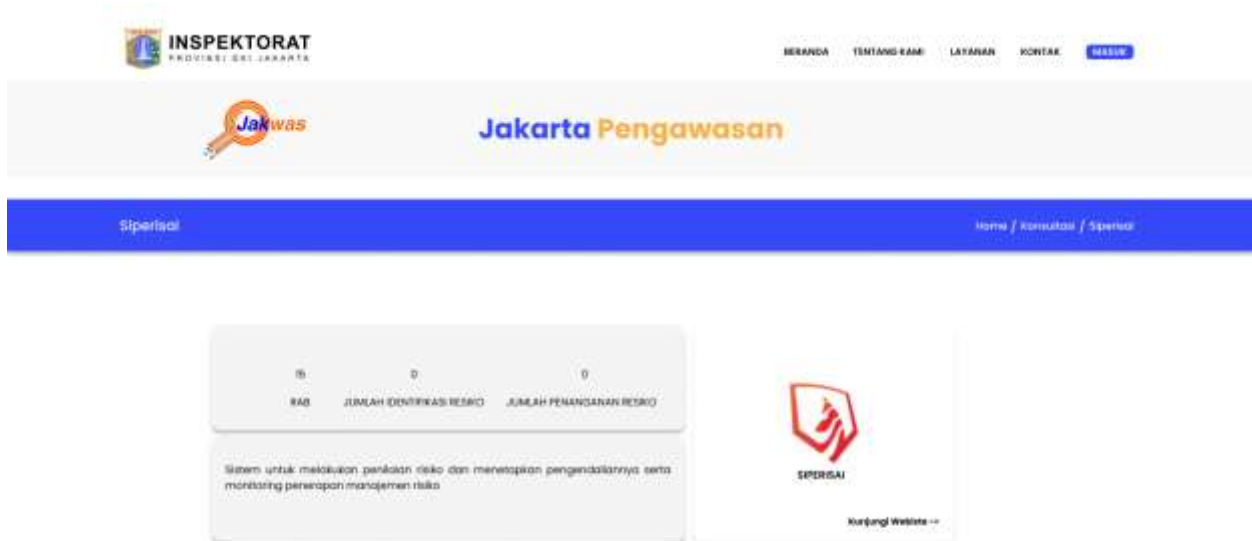 INSPEKTORAT
PROVINSI DKI JAKARTA
BERANDA TENTANG KAMI LAYANAN KONTAK MASUK
Jakwas
Jakarta Pengawasan
Siperisai
Home / Konsultasi / Siperisai
0 0
RAB JUMLAH IDENTIFIKASI RESIKO JUMLAH PENANGANAN RESIKO
Sistem untuk melakukan penilaian risiko dan menetapkan pengendaliannya serta
monitoring penerapan manajemen risiko
SIPERISAI
Kunjungi Website